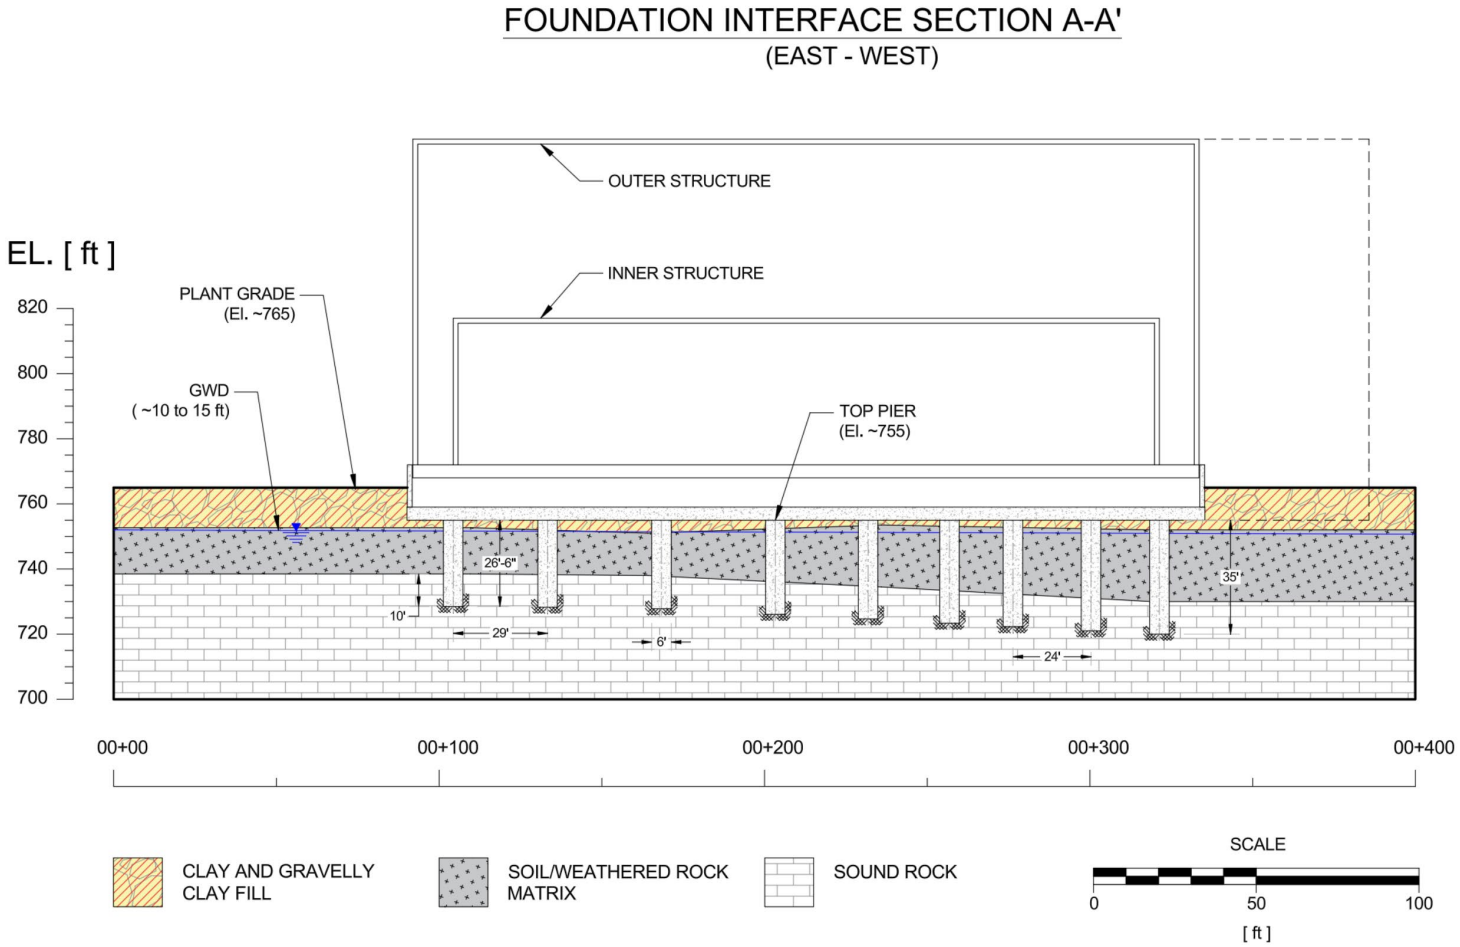 FOUNDATION INTERFACE SECTION A-A'
(EAST - WEST)
OUTER STRUCTURE
EL. [ ft ]
INNER STRUCTURE
PLANT GRADE
(El. ~765)
820
800
GWD
( ~10 to 15 ft)
TOP PIER
(El. ~755)
780
760
740
26'-6"
35'
10'
720
29'
6'
24'
700
00+00
00+100
00+200
00+300
00+400
SCALE
CLAY AND GRAVELLY
CLAY FILL
SOIL/WEATHERED ROCK
MATRIX
SOUND ROCK
0
50
100
[ ft ]